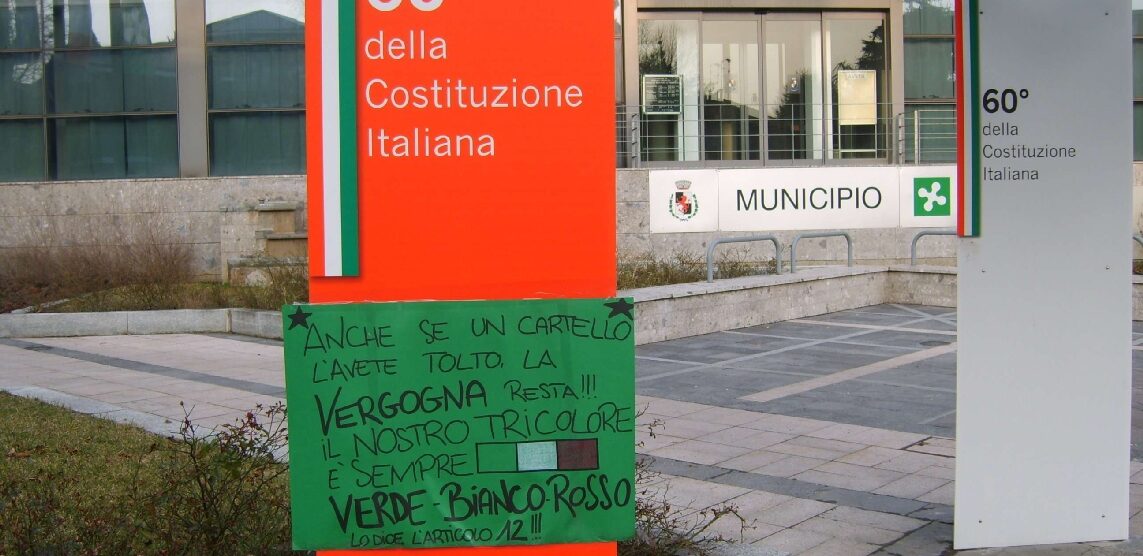 della
Costituzione
Italiana
60°
della
Costituzione
Italiana
MUNICIPIO
ANCHE SE UN CARTELLO
L'AVETE TOLTO, LA
VERGOGNA RESTA!!!
IL NOSTRO TRICOLORE
È SEMPRE
VERDE-BIANCO-ROSSO
LO DICE L'ARTICOLO 12!!!